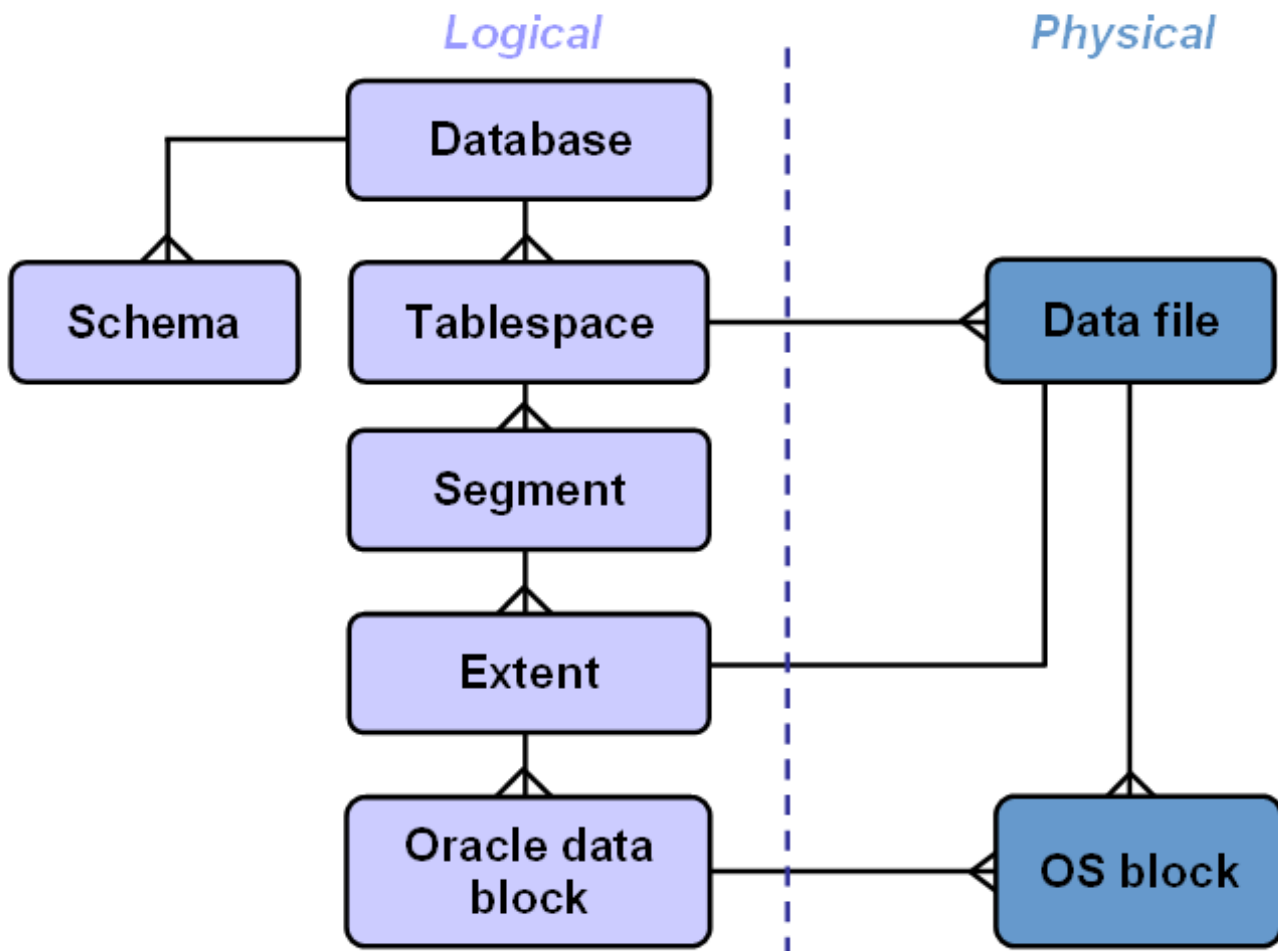 Logical
Physical
Database
Schema
Tablespace
Data file
Segment
Extent
Oracle data
block
OS block